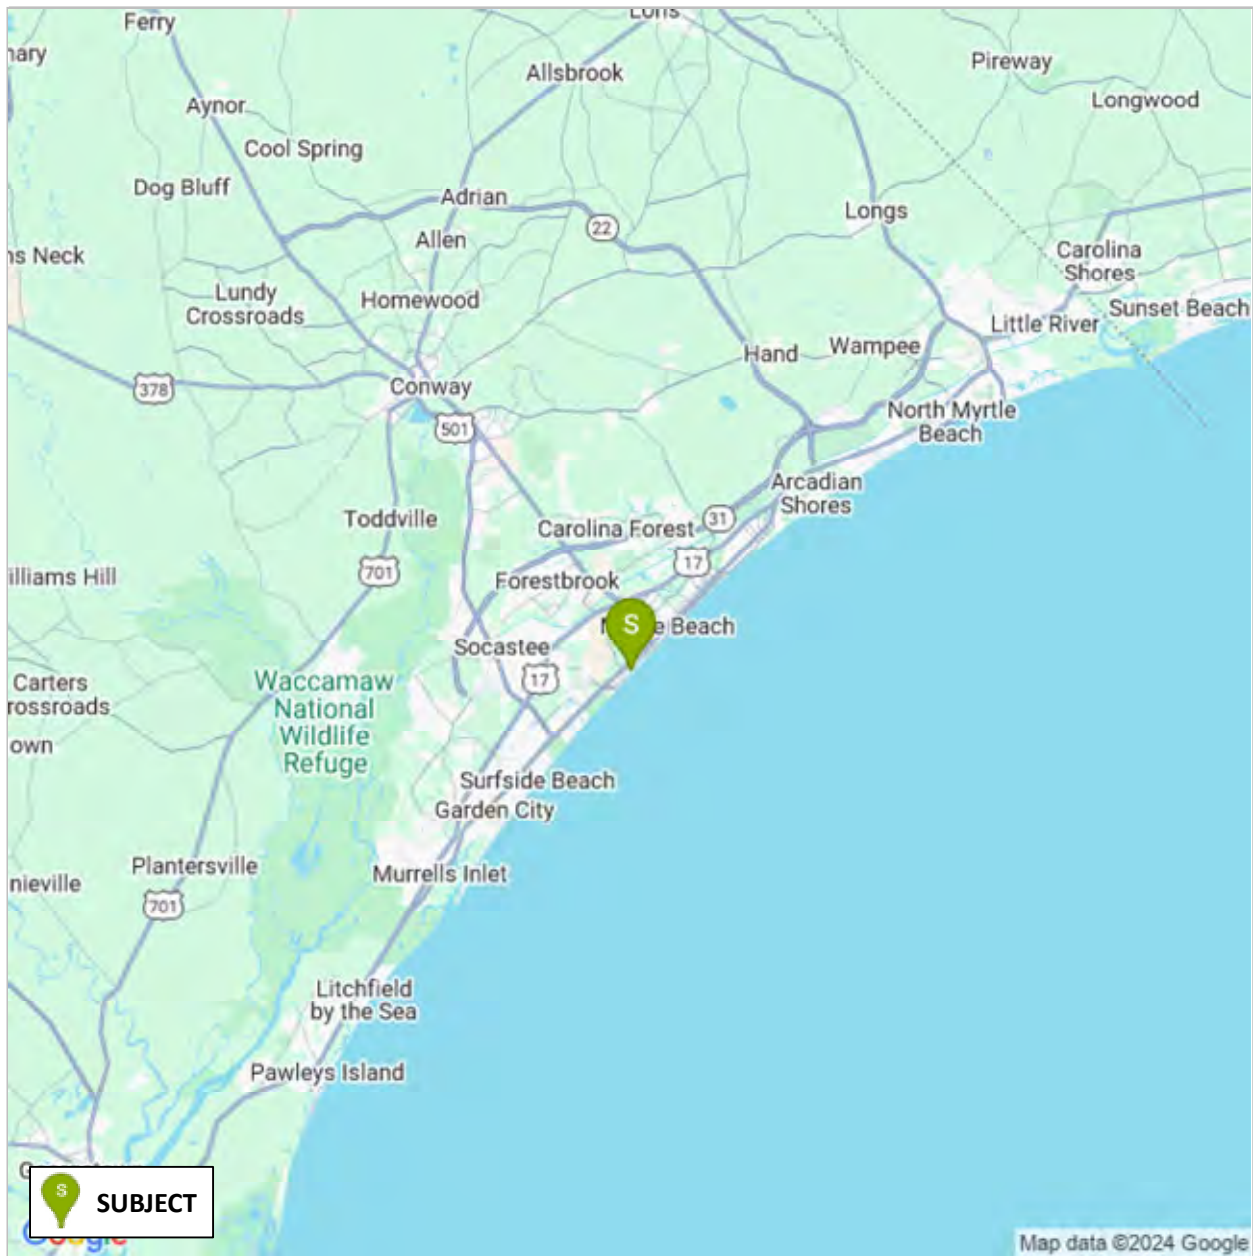 Ferry
Allsbrook
Pireway
Longwood
Aynor
Cool Spring
Dog Bluff
Adrian
22
Longs
Allen
Neck
Carolina
Shores
Lundy
Crossroads
Homewood
Sunset Beach
Little River
Hand
Wampee
378
Conway
501
North Myrtle
Beach
Arcadian
Shores
Toddville
Carolina Forest
31
17
701
Forestbrook
S
Beach
Socastee
17
Waccamaw
National
Wildlife
Refuge
Carters
Surfside Beach
Garden City
Plantersville
Murrells Inlet
701
Litchfield
by the Sea
Pawleys Island
S SUBJECT
Map data ©2024 Google